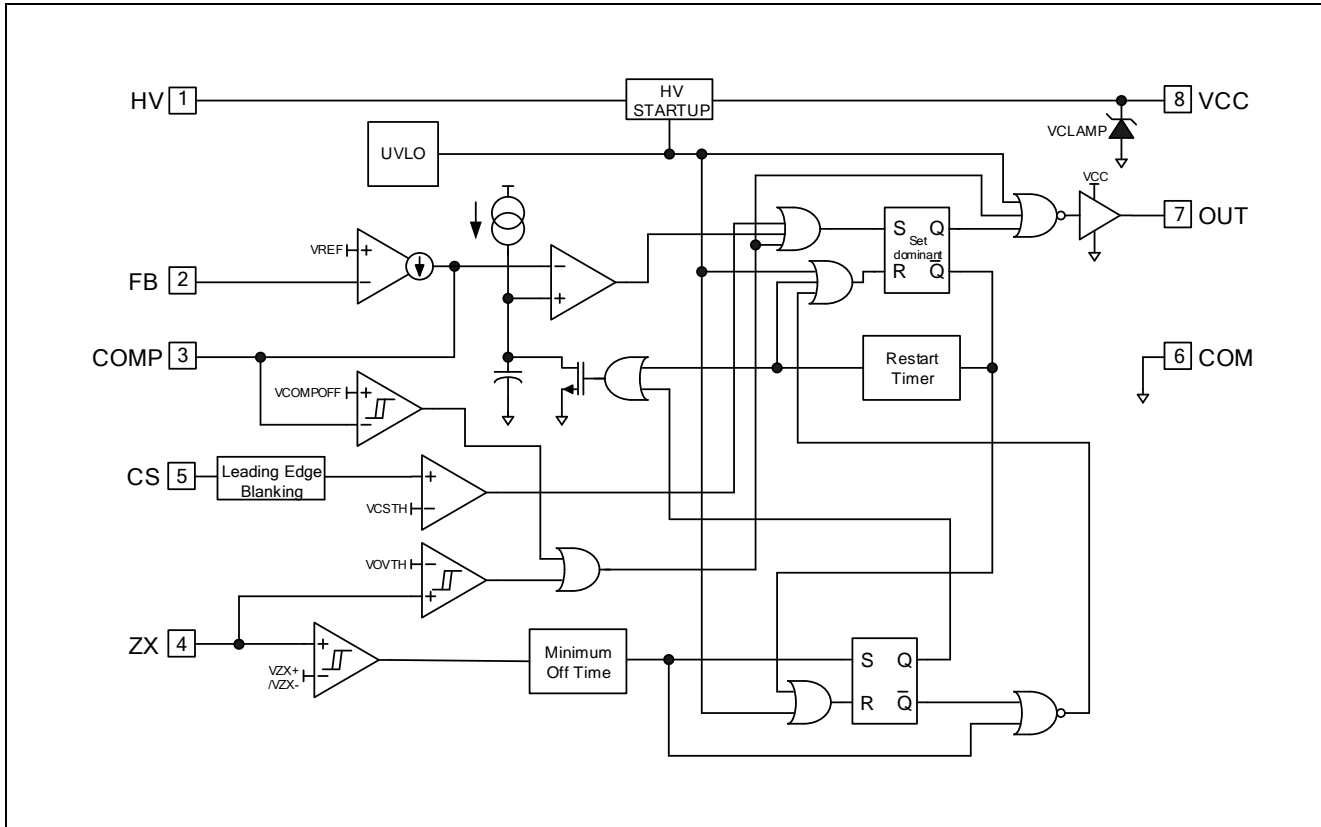 HV 1
HV
STARTUP
8 VCC
VCLAMP
UVLO
VCC
7 OUT
S Q
Set
dominant
R Q
VREF
+
−
FB 2
−
+
COMP 3
Restart
Timer
6 COM
VCOMPOFF
+
−
CS 5
Leading Edge
Blanking
+
VCSTH
−
VOVTH
−
+
ZX 4
+
VZX+
/VZX-
−
Minimum
Off Time
S Q
R Q